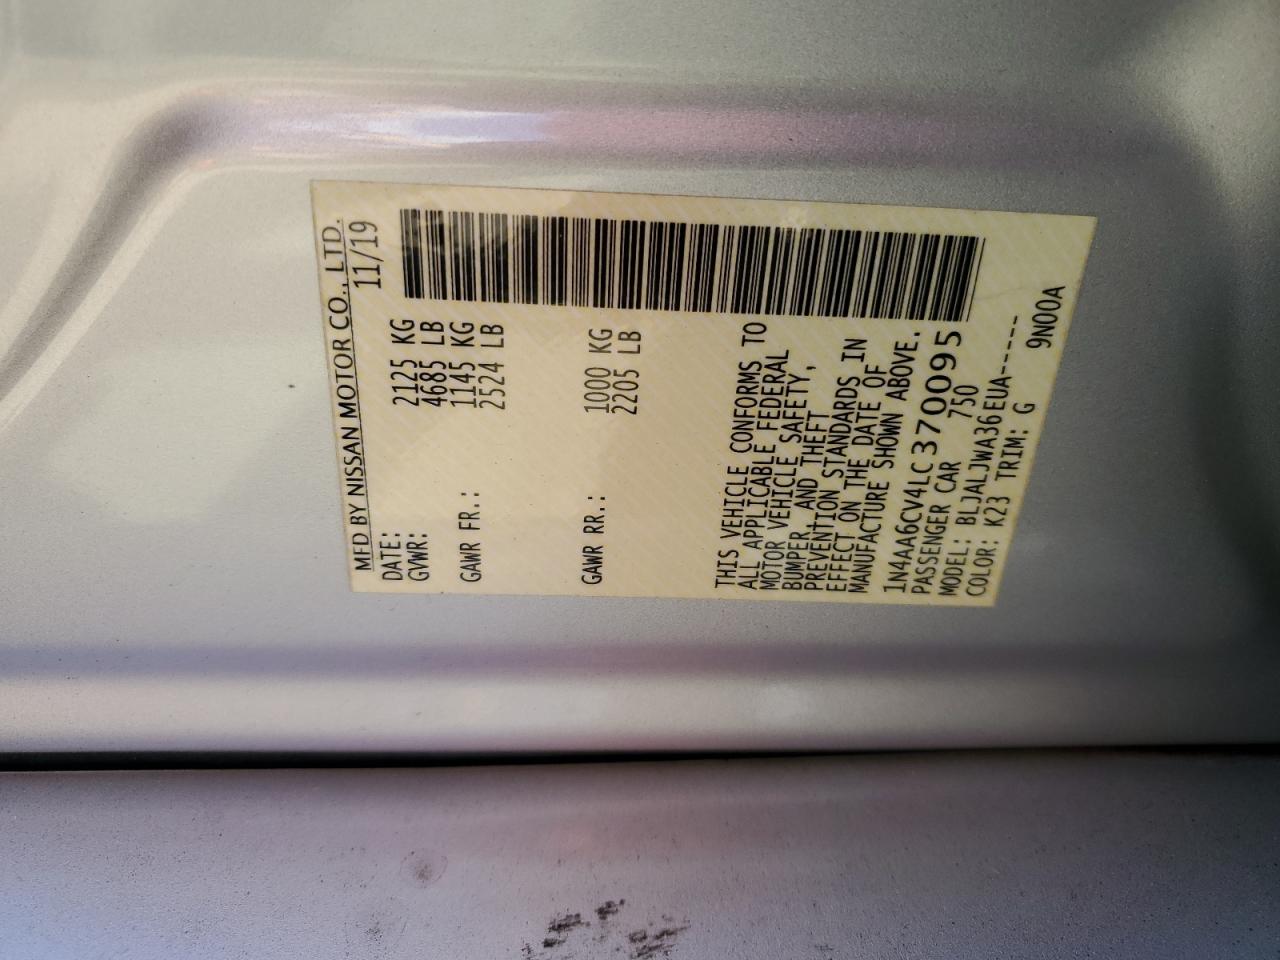 MFD BY NISSAN MOTOR CO., LTD.
DATE: 11/19
GVWR: 2125 KG
4685 LB
GAWR FR.: 1145 KG
2524 LB
GAWR RR.: 1000 KG
2205 LB
THIS VEHICLE CONFORMS TO
ALL APPLICABLE FEDERAL
MOTOR VEHICLE SAFETY,
BUMPER, AND THEFT
PREVENTION STANDARDS IN
EFFECT ON THE DATE OF
MANUFACTURE SHOWN ABOVE.
1N4AA6CV4LC370095
PASSENGER CAR 750
MODEL: BLJALJWA36EUA-----
COLOR: K23 TRIM: G 9N00A